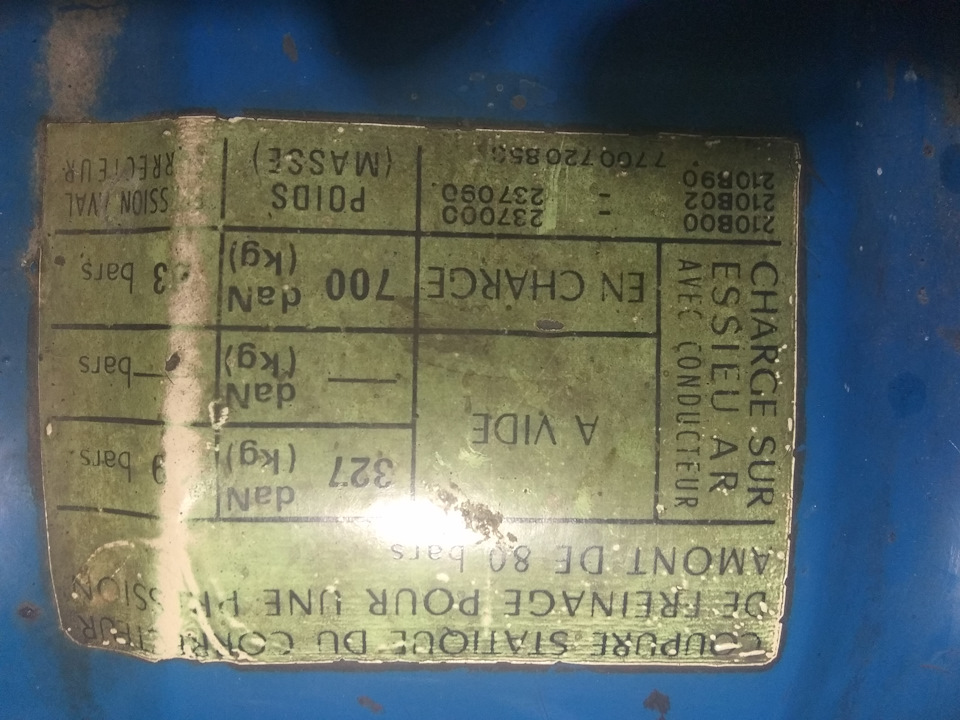 COUPURE STATIQUE DU CORRECTEUR
DE FREINAGE POUR UNE PRESSION
AMONT DE 80 bars
CHARGE SUR
ESSIEU AR
AVEC CONDUCTEUR
A VIDE
327 daN
(kg)
9 bars
— daN
(kg)
— bars
EN CHARGE
700 daN
(kg)
3 bars
210B00 237000
210B02 – 237090
210B90 –
POIDS
(MASSE)